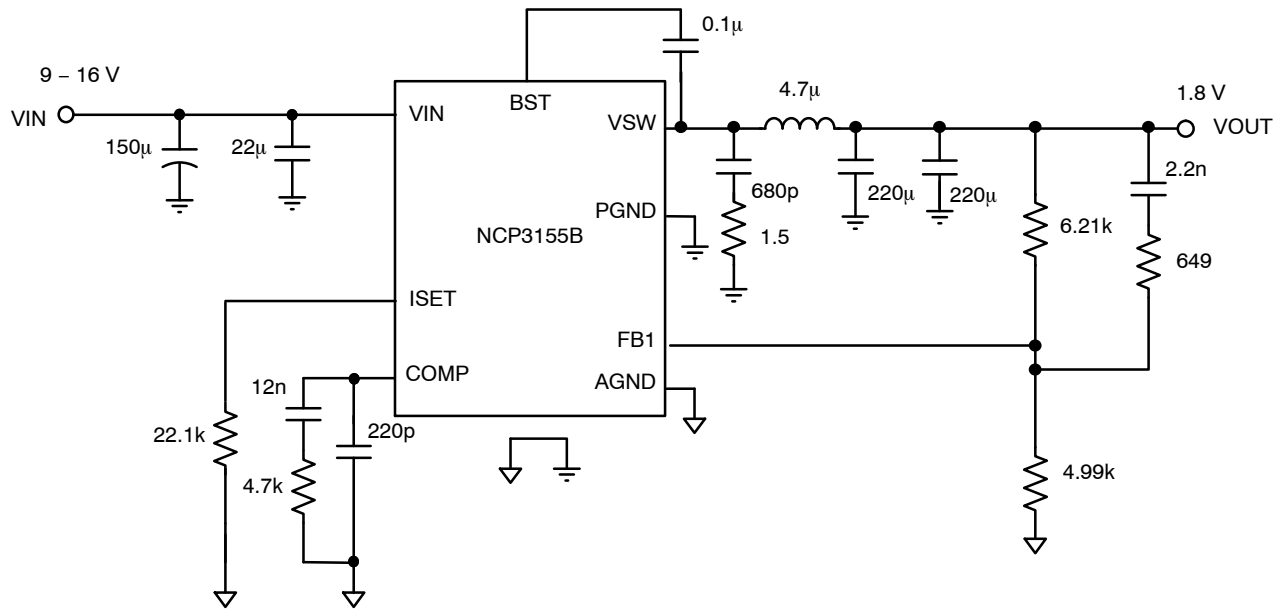 0.1μ
9 – 16 V
VIN
VIN
BST
4.7μ
1.8 V
VSW
VOUT
150μ
22μ
680p
220μ
220μ
2.2n
PGND
1.5
6.21k
NCP3155B
649
ISET
FB1
COMP
AGND
12n
22.1k
220p
4.7k
4.99k